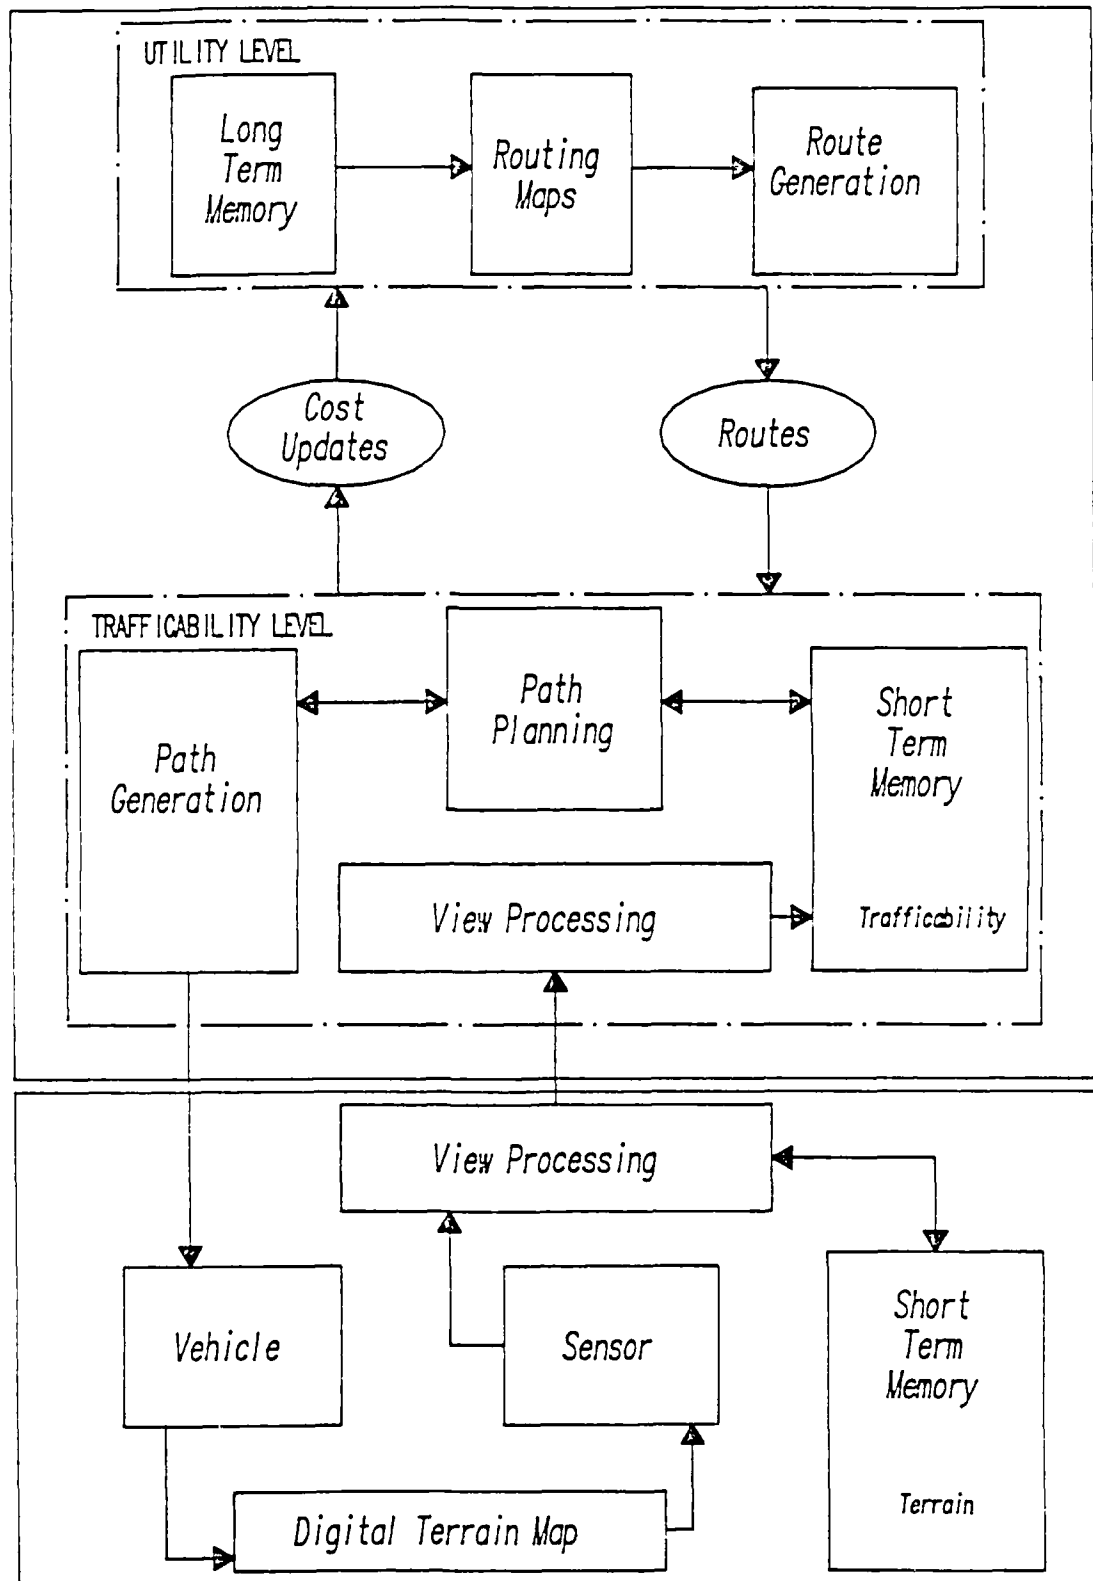 UTILITY LEVEL
Long
Term
Memory
Routing
Maps
Route
Generation
Cost
Updates
Routes
TRAFFICABILITY LEVEL
Path
Generation
Path
Planning
Short
Term
Memory
Trafficability
View Processing
View Processing
Vehicle
Sensor
Short
Term
Memory
Terrain
Digital Terrain Map